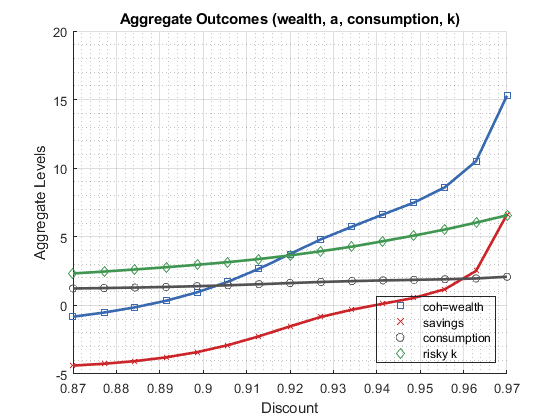 Aggregate Outcomes (wealth, a, consumption, k)
20
15
10
5
0
-5
Aggregate Levels
coh=wealth
savings
consumption
risky k
0.87 0.88 0.89 0.9 0.91 0.92 0.93 0.94 0.95 0.96 0.97
Discount